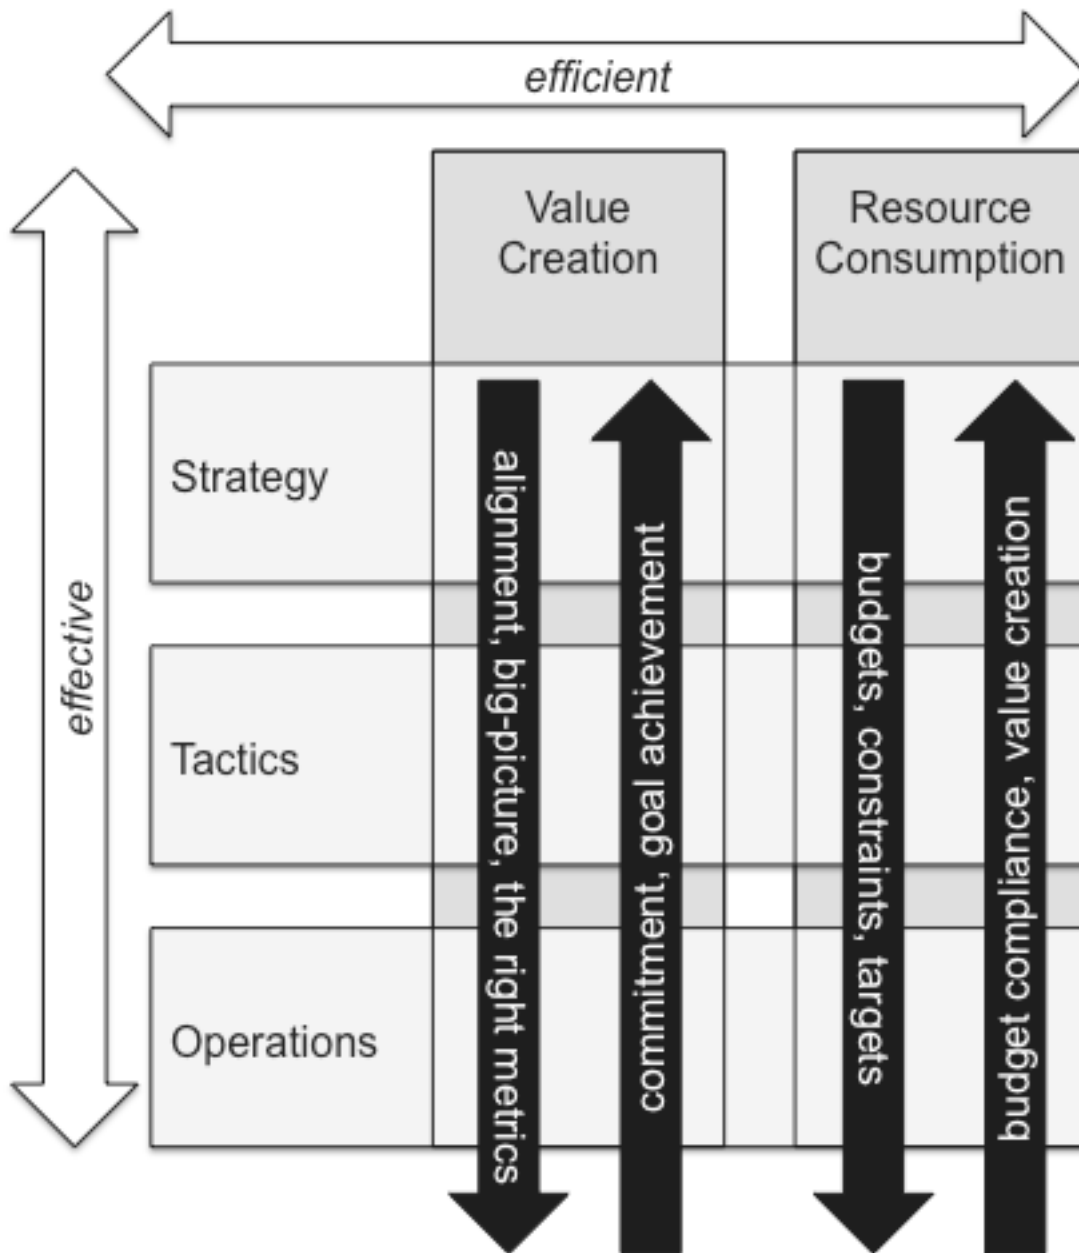 efficient
Value
Creation
Resource
Consumption
effective
Strategy
Tactics
Operations
alignment, big-picture, the right metrics
commitment, goal achievement
budgets, constraints, targets
budget compliance, value creation